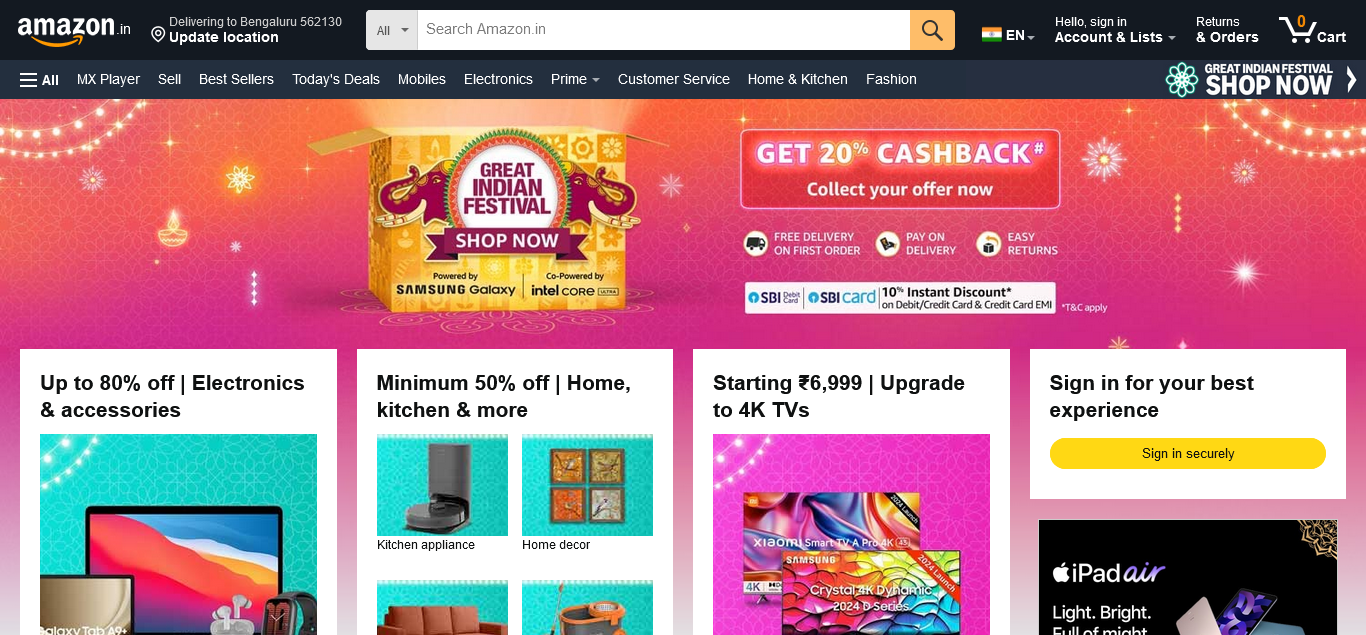 amazon.in
Delivering to Bengaluru 562130
Update location
All
Search Amazon.in
EN
Hello, sign in
Account & Lists
Returns
& Orders
0
Cart
All
MX Player
Sell
Best Sellers
Today's Deals
Mobiles
Electronics
Prime
Customer Service
Home & Kitchen
Fashion
GREAT INDIAN FESTIVAL
SHOP NOW
GREAT
INDIAN
FESTIVAL
SHOP NOW
Powered by
SAMSUNG Galaxy
Co-Powered by
intel CORE ULTRA
GET 20% CASHBACK#
Collect your offer now
FREE DELIVERY
ON FIRST ORDER
PAY ON
DELIVERY
EASY
RETURNS
SBI Debit Card
SBI card
10% Instant Discount*
on Debit/Credit Card & Credit Card EMI
*T&C apply
Up to 80% off | Electronics
& accessories
Galaxy Tab A9+
Minimum 50% off | Home,
kitchen & more
Kitchen appliance
Home decor
Starting ₹6,999 | Upgrade
to 4K TVs
2024 Launch
xiaomi Smart TV A Pro 4K 43
SAMSUNG
2024 Launch
4K
Crystal 4K Dynamic
2024 D Series
Sign in for your best
experience
Sign in securely
iPad air
Light. Bright.
Full of might.